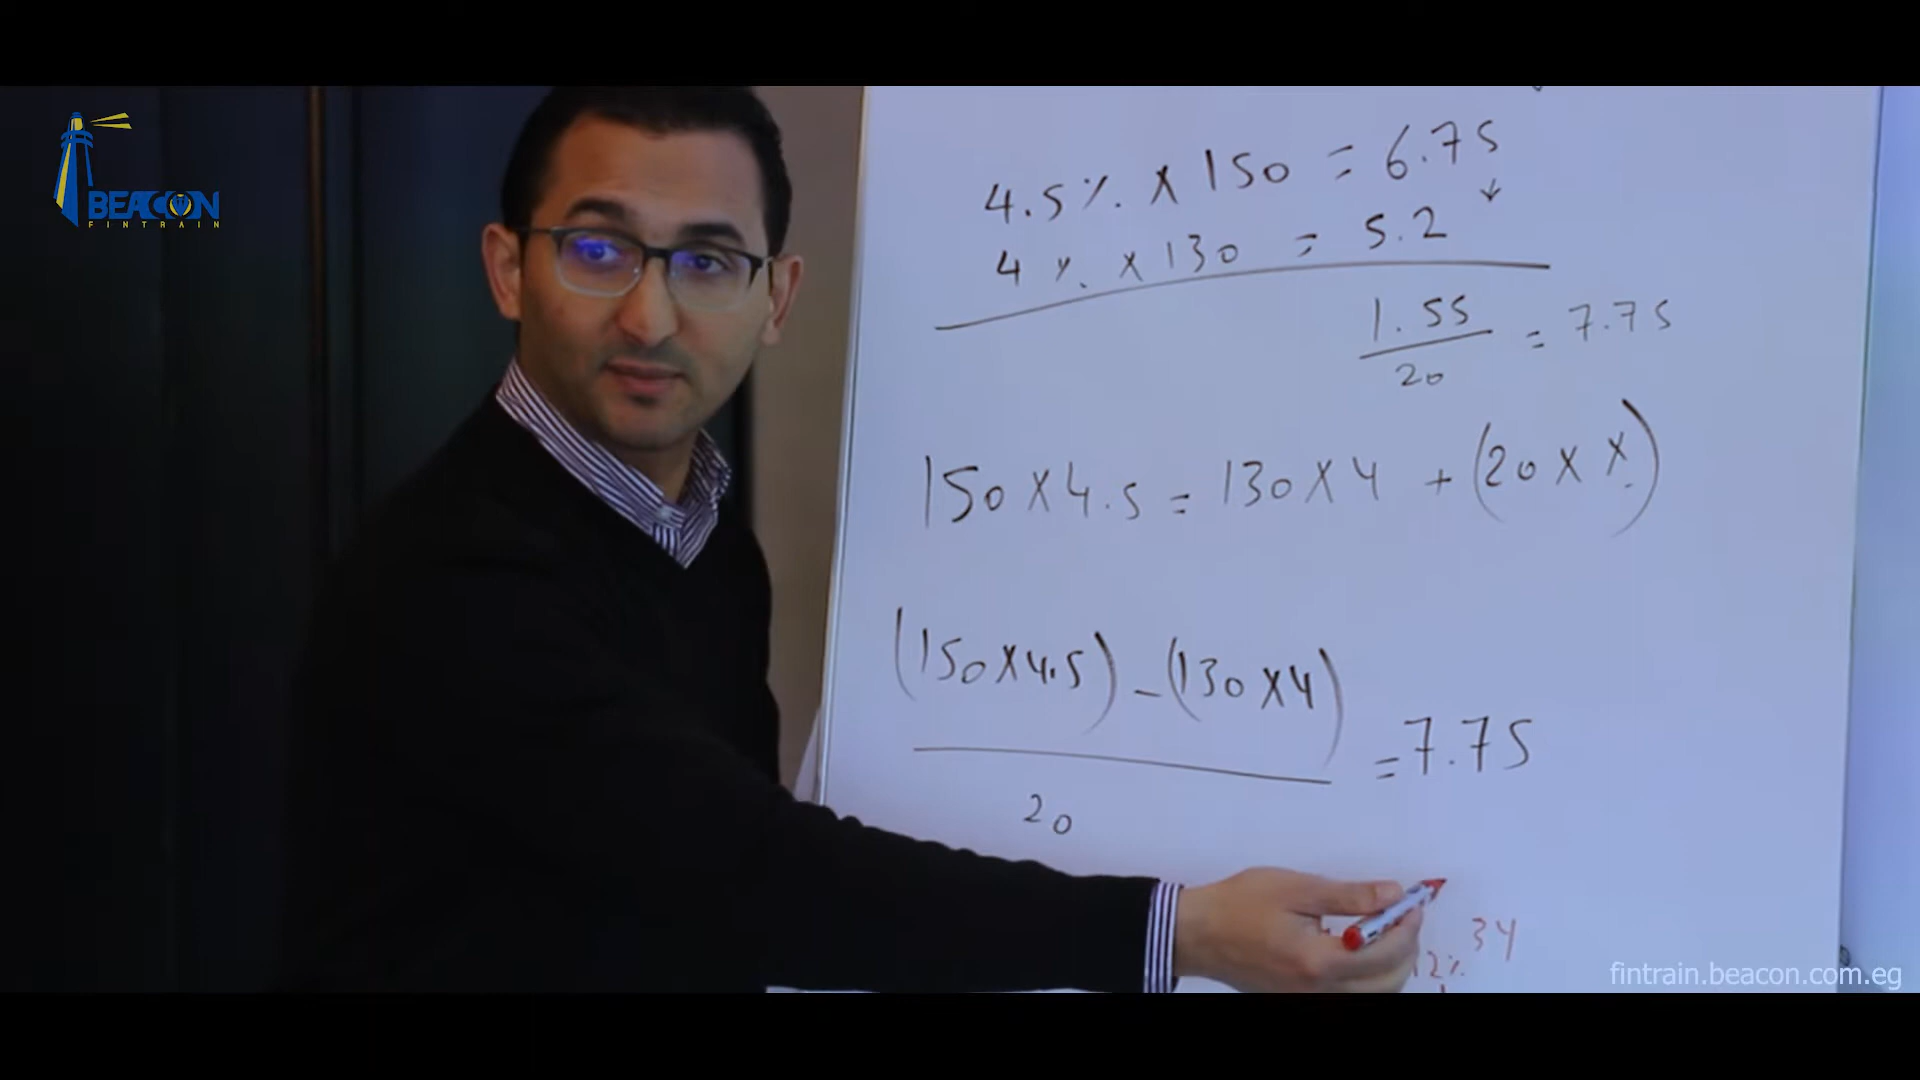 BEACON
FINTRAIN
4.5% X 150 = 6.75
4% X 130 = 5.2
1.55
20
= 7.75
150 X 4.5 = 130 X 4 + (20 X X)
(150 X 4.5) - (130 X 4)
20
= 7.75
34
2%
fintrain.beacon.com.eg